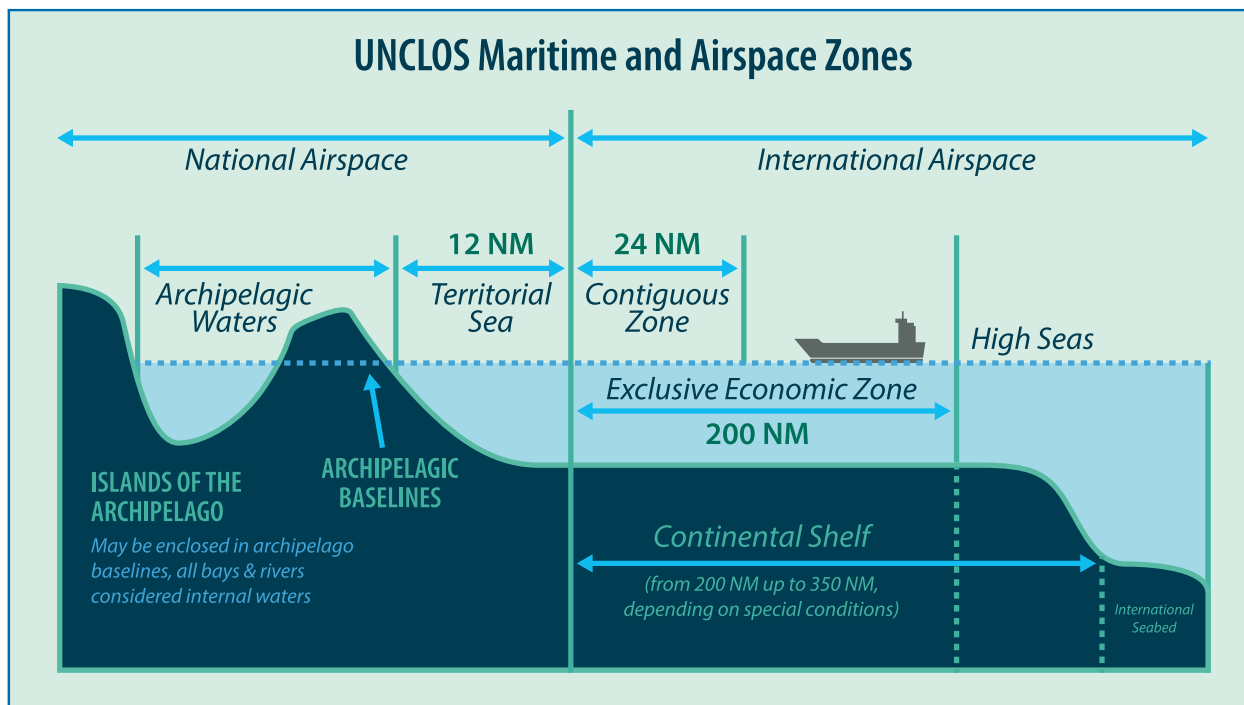 UNCLOS Maritime and Airspace Zones
National Airspace
International Airspace
12 NM
24 NM
Archipelagic
Waters
Territorial
Sea
Contiguous
Zone
High Seas
Exclusive Economic Zone
200 NM
ARCHIPELAGIC
BASELINES
ISLANDS OF THE
ARCHIPELAGO
May be enclosed in archipelago
baselines, all bays & rivers
considered internal waters
Continental Shelf
(from 200 NM up to 350 NM,
depending on special conditions)
International
Seabed